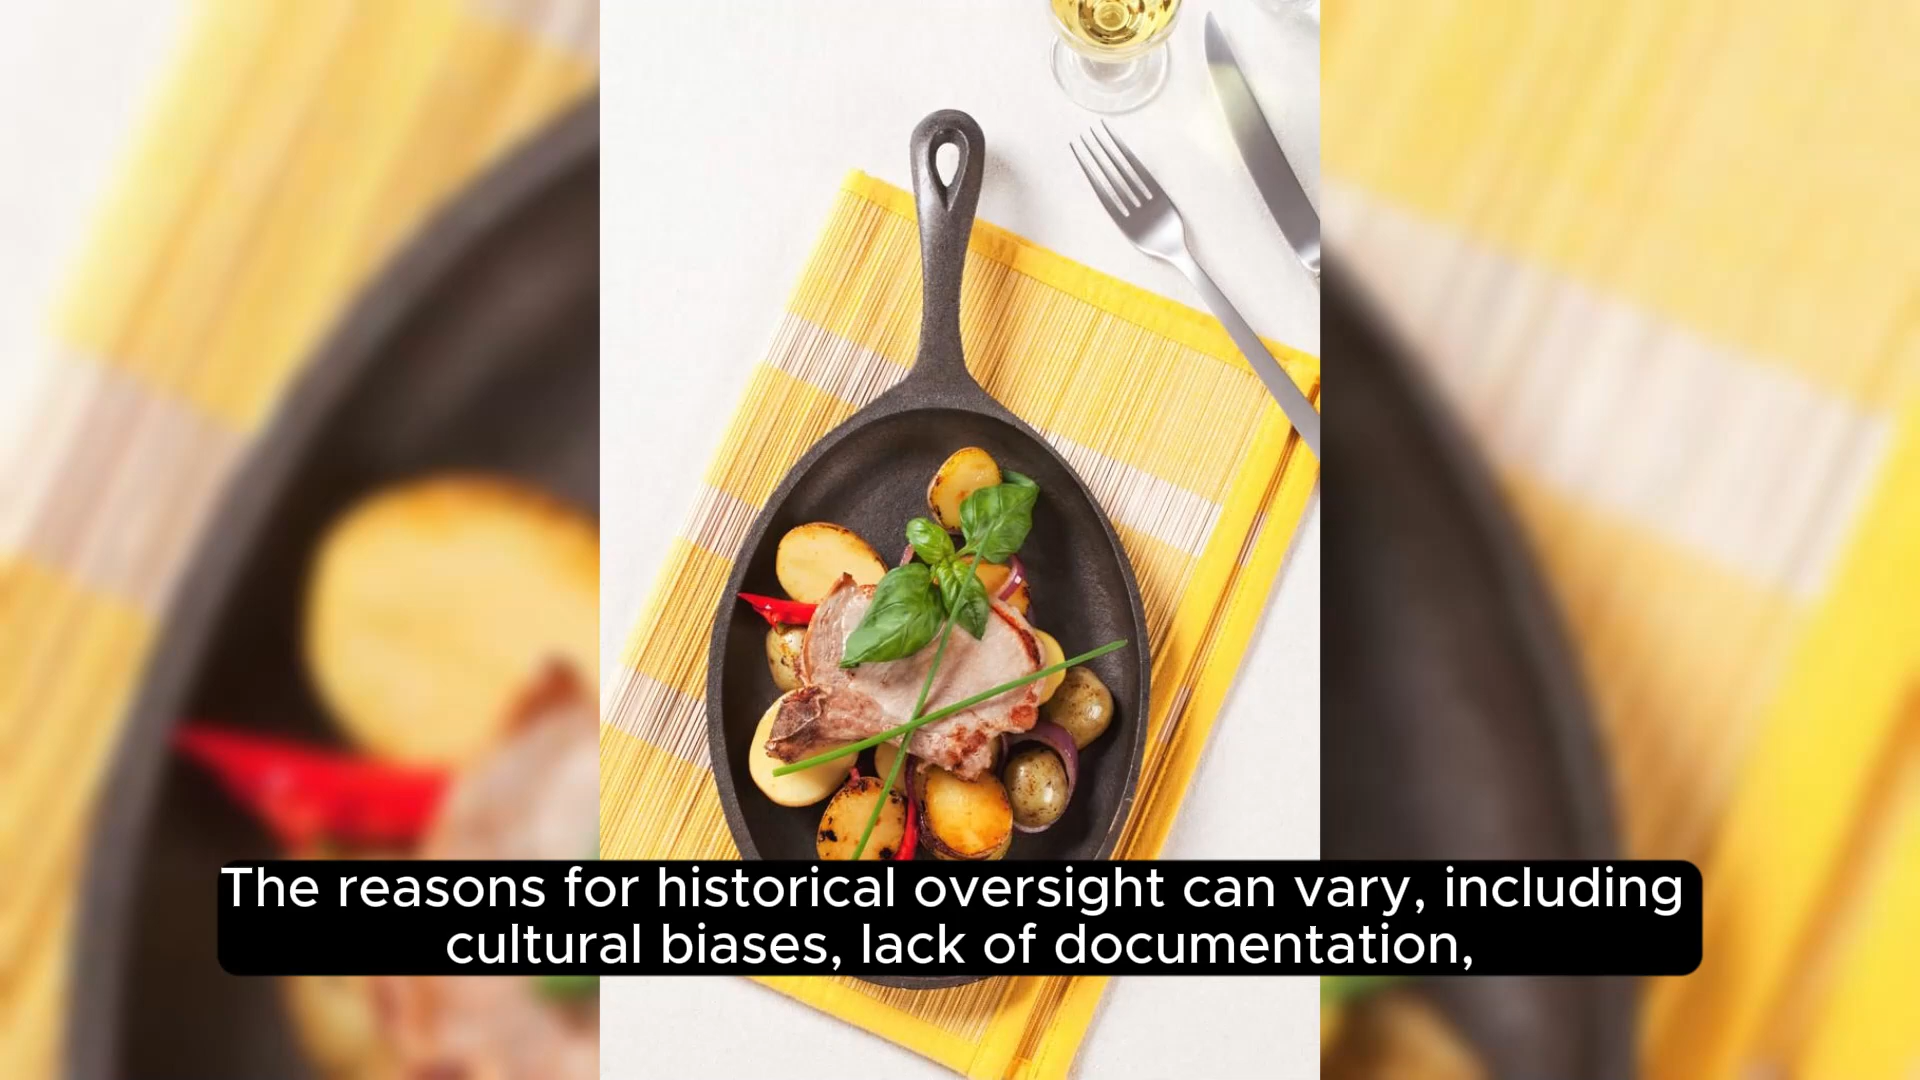 The reasons for historical oversight can vary, including
cultural biases, lack of documentation,